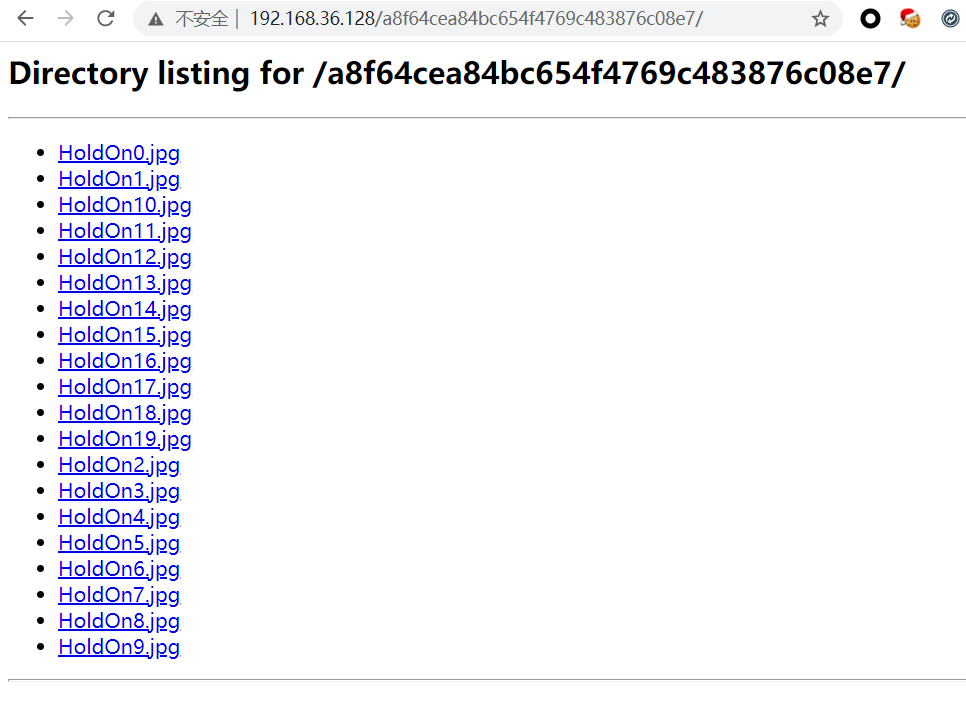 不安全 | 192.168.36.128/a8f64cea84bc654f4769c483876c08e7/
Directory listing for /a8f64cea84bc654f4769c483876c08e7/
HoldOn0.jpg
HoldOn1.jpg
HoldOn10.jpg
HoldOn11.jpg
HoldOn12.jpg
HoldOn13.jpg
HoldOn14.jpg
HoldOn15.jpg
HoldOn16.jpg
HoldOn17.jpg
HoldOn18.jpg
HoldOn19.jpg
HoldOn2.jpg
HoldOn3.jpg
HoldOn4.jpg
HoldOn5.jpg
HoldOn6.jpg
HoldOn7.jpg
HoldOn8.jpg
HoldOn9.jpg